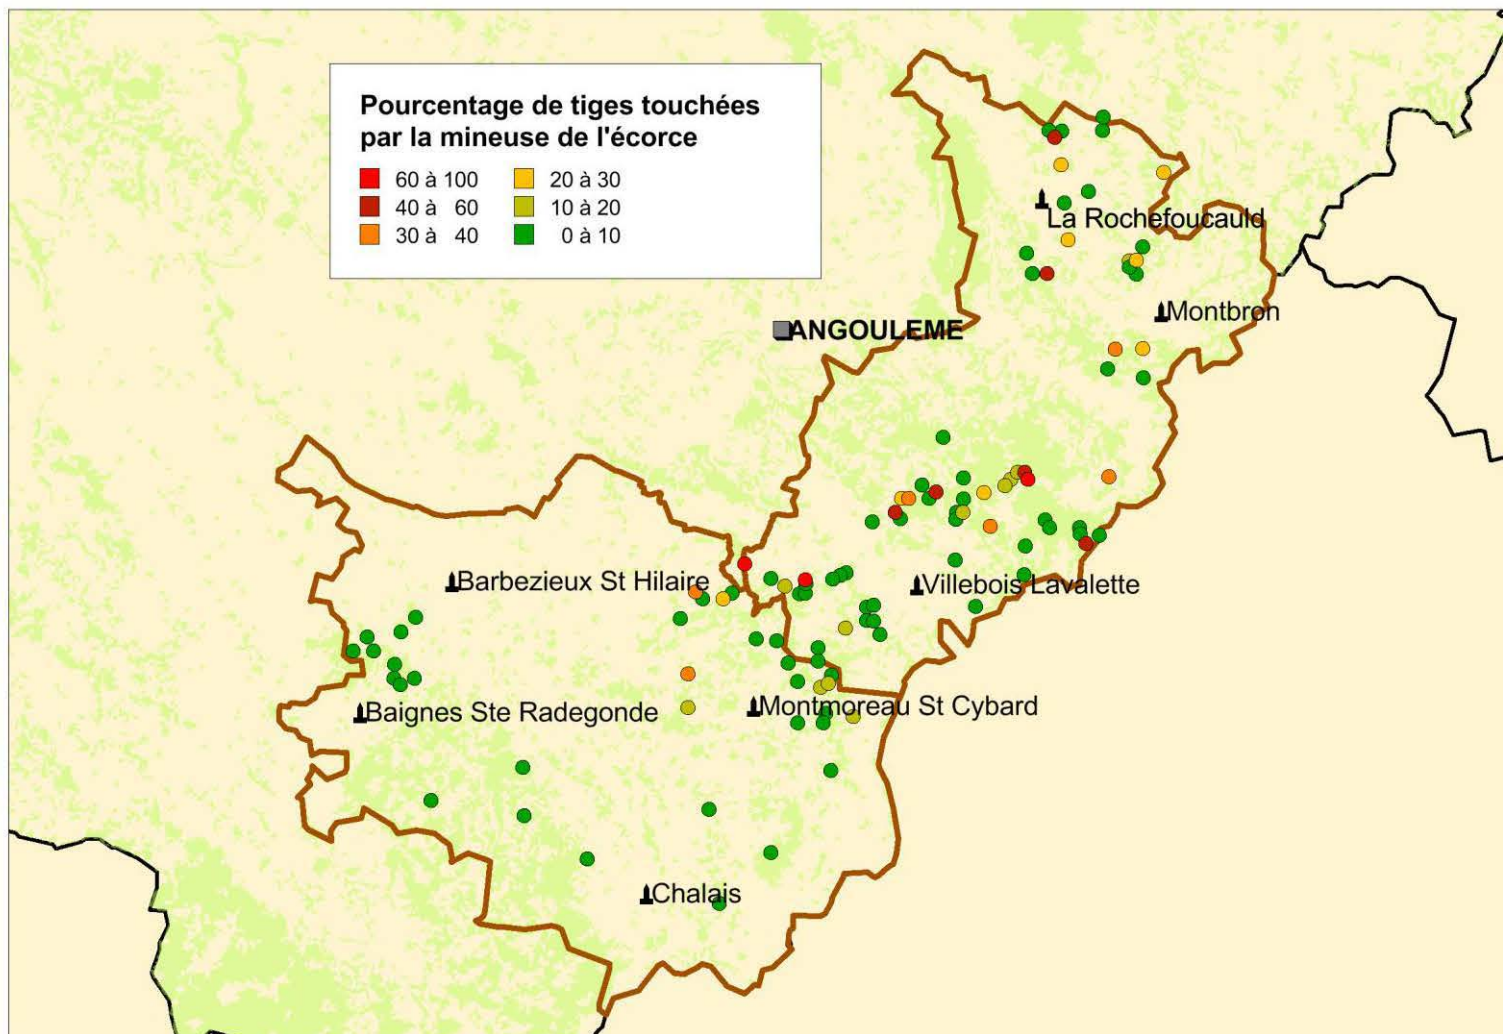 Pourcentage de tiges touchées
par la mineuse de l'écorce
60 à 100
20 à 30
40 à 60
10 à 20
30 à 40
0 à 10
La Rochefoucauld
Montbron
ANGOULEME
Barbezieux St Hilaire
Villebois Lavalette
Baignes Ste Radegonde
Montmoreau St Cybard
Chalais